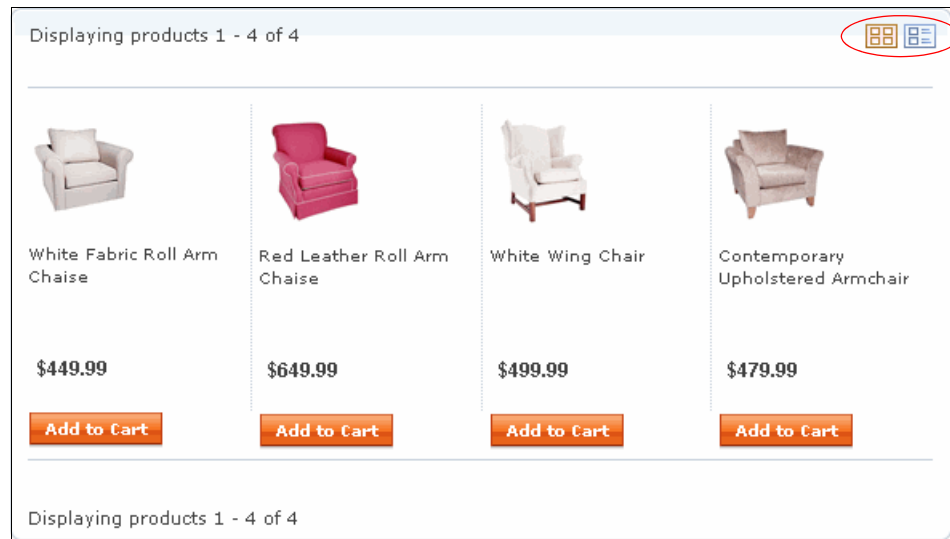 Displaying products 1 - 4 of 4
White Fabric Roll Arm
Chaise
$449.99
Add to Cart
Red Leather Roll Arm
Chaise
$649.99
Add to Cart
White Wing Chair
$499.99
Add to Cart
Contemporary
Upholstered Armchair
$479.99
Add to Cart
Displaying products 1 - 4 of 4